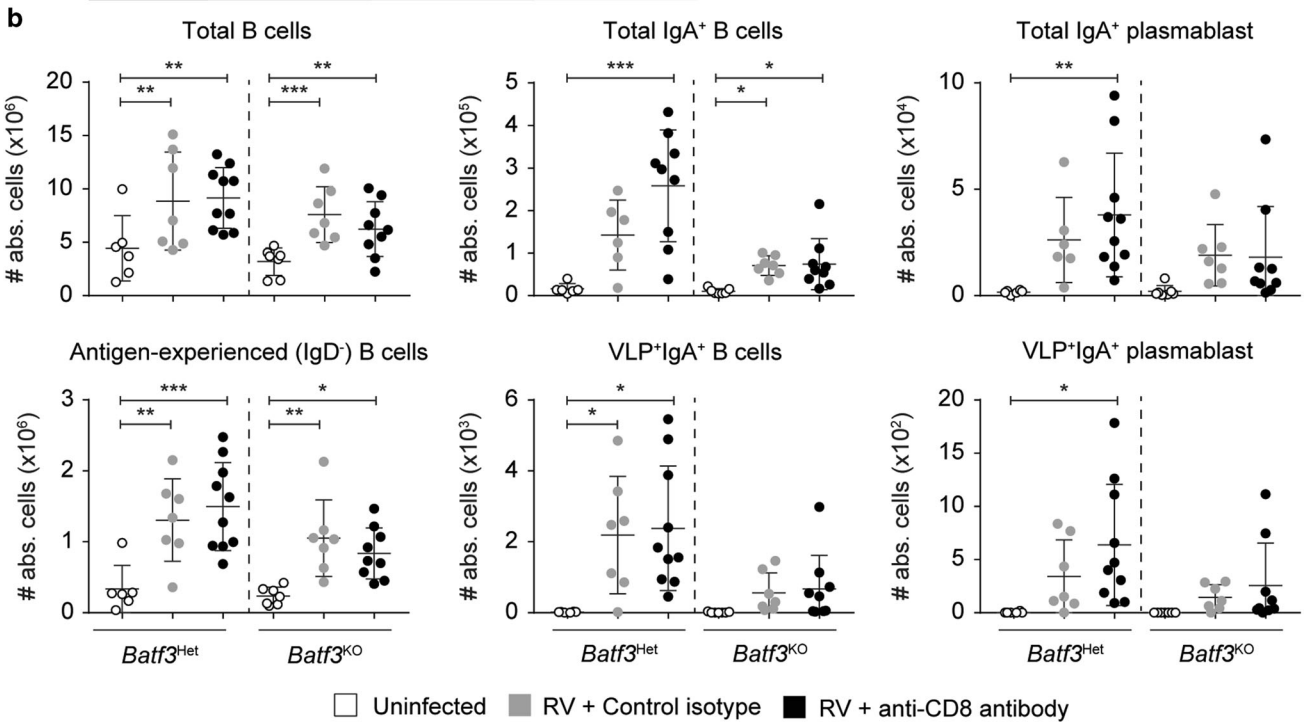 b
Total B cells
Total IgA⁺ B cells
Total IgA⁺ plasmablast
# abs. cells (x10⁶)
20
15
10
5
0
**
**
**
***
# abs. cells (x10⁵)
5
4
3
2
1
0
***
*
*
# abs. cells (x10⁴)
10
5
0
**
Antigen-experienced (IgD⁻) B cells
VLP⁺IgA⁺ B cells
VLP⁺IgA⁺ plasmablast
# abs. cells (x10⁶)
3
2
1
0
***
**
*
**
# abs. cells (x10³)
6
4
2
0
*
*
# abs. cells (x10²)
20
15
10
5
0
*
Batf3ᴴᵉᵗ Batf3ᴷᴼ
Batf3ᴴᵉᵗ Batf3ᴷᴼ
Batf3ᴴᵉᵗ Batf3ᴷᴼ
Uninfected RV + Control isotype RV + anti-CD8 antibody